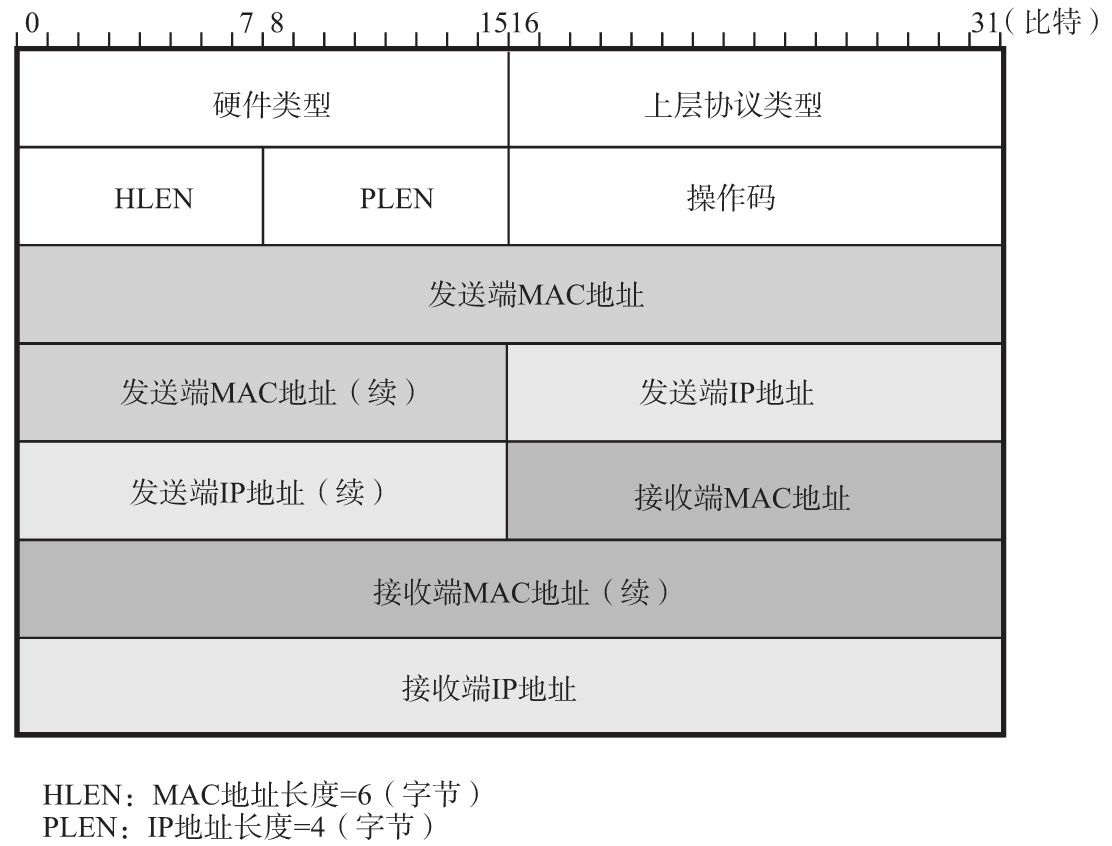 0 7 8 1516 31（比特）
硬件类型 上层协议类型
HLEN PLEN 操作码
发送端MAC地址
发送端MAC地址（续） 发送端IP地址
发送端IP地址（续） 接收端MAC地址
接收端MAC地址（续）
接收端IP地址
HLEN：MAC地址长度=6（字节）
PLEN：IP地址长度=4（字节）